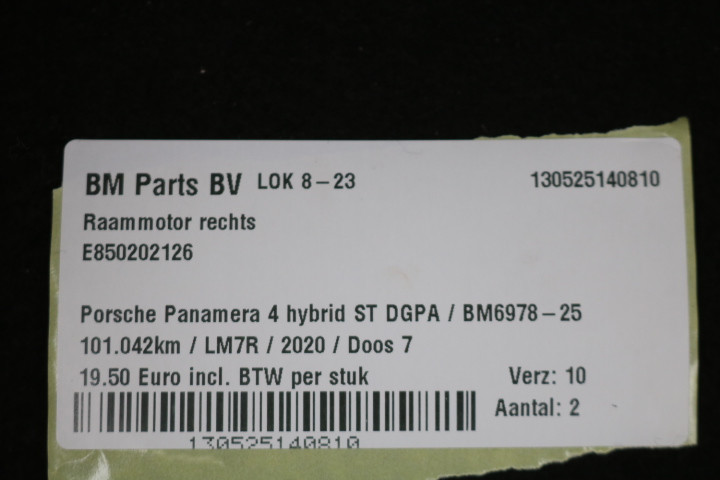 BM Parts BV LOK 8-23 130525140810
Raammotor rechts
E850202126
Porsche Panamera 4 hybrid ST DGPA / BM6978-25
101.042km / LM7R / 2020 / Doos 7
19.50 Euro incl. BTW per stuk Verz: 10
Aantal: 2
130525140810